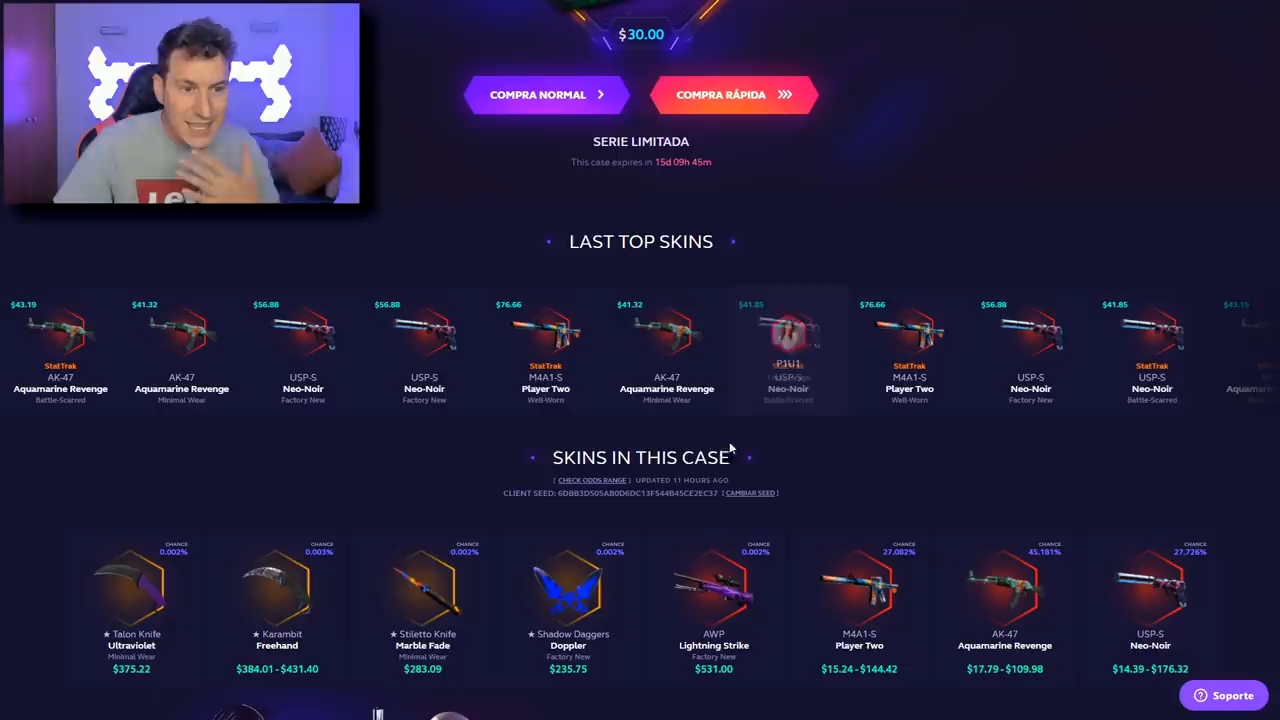 $30.00
COMPRA NORMAL
COMPRA RÁPIDA
SERIE LIMITADA
This case expires in 15d 09h 45m
LAST TOP SKINS
$43.19
StatTrak
AK-47
Aquamarine Revenge
Battle-Scarred
$41.32
AK-47
Aquamarine Revenge
Minimal Wear
$56.88
USP-S
Neo-Noir
Factory New
$56.88
USP-S
Neo-Noir
Factory New
$76.66
StatTrak
M4A1-S
Player Two
Well-Worn
$41.32
AK-47
Aquamarine Revenge
Minimal Wear
$41.85
P1U1
USP-S
Neo-Noir
Battle-Scarred
$76.66
StatTrak
M4A1-S
Player Two
Well-Worn
$56.88
USP-S
Neo-Noir
Factory New
$41.85
StatTrak
USP-S
Neo-Noir
Battle-Scarred
$43.19
SKINS IN THIS CASE
[ CHECK ODDS RANGE ] UPDATED 11 HOURS AGO
CLIENT SEED: 6DBB3D505AB0D6DC13F544B45CE2EC37 [ CAMBIAR SEED ]
CHANCE
0.002%
★ Talon Knife
Ultraviolet
Minimal Wear
$375.22
CHANCE
0.003%
★ Karambit
Freehand
$384.01 - $431.40
CHANCE
0.002%
★ Stiletto Knife
Marble Fade
Minimal Wear
$283.09
CHANCE
0.002%
★ Shadow Daggers
Doppler
Factory New
$235.75
CHANCE
0.002%
AWP
Lightning Strike
Factory New
$531.00
CHANCE
27.082%
M4A1-S
Player Two
$15.24 - $144.42
CHANCE
45.181%
AK-47
Aquamarine Revenge
$17.79 - $109.98
CHANCE
27.726%
USP-S
Neo-Noir
$14.39 - $176.32
Soporte